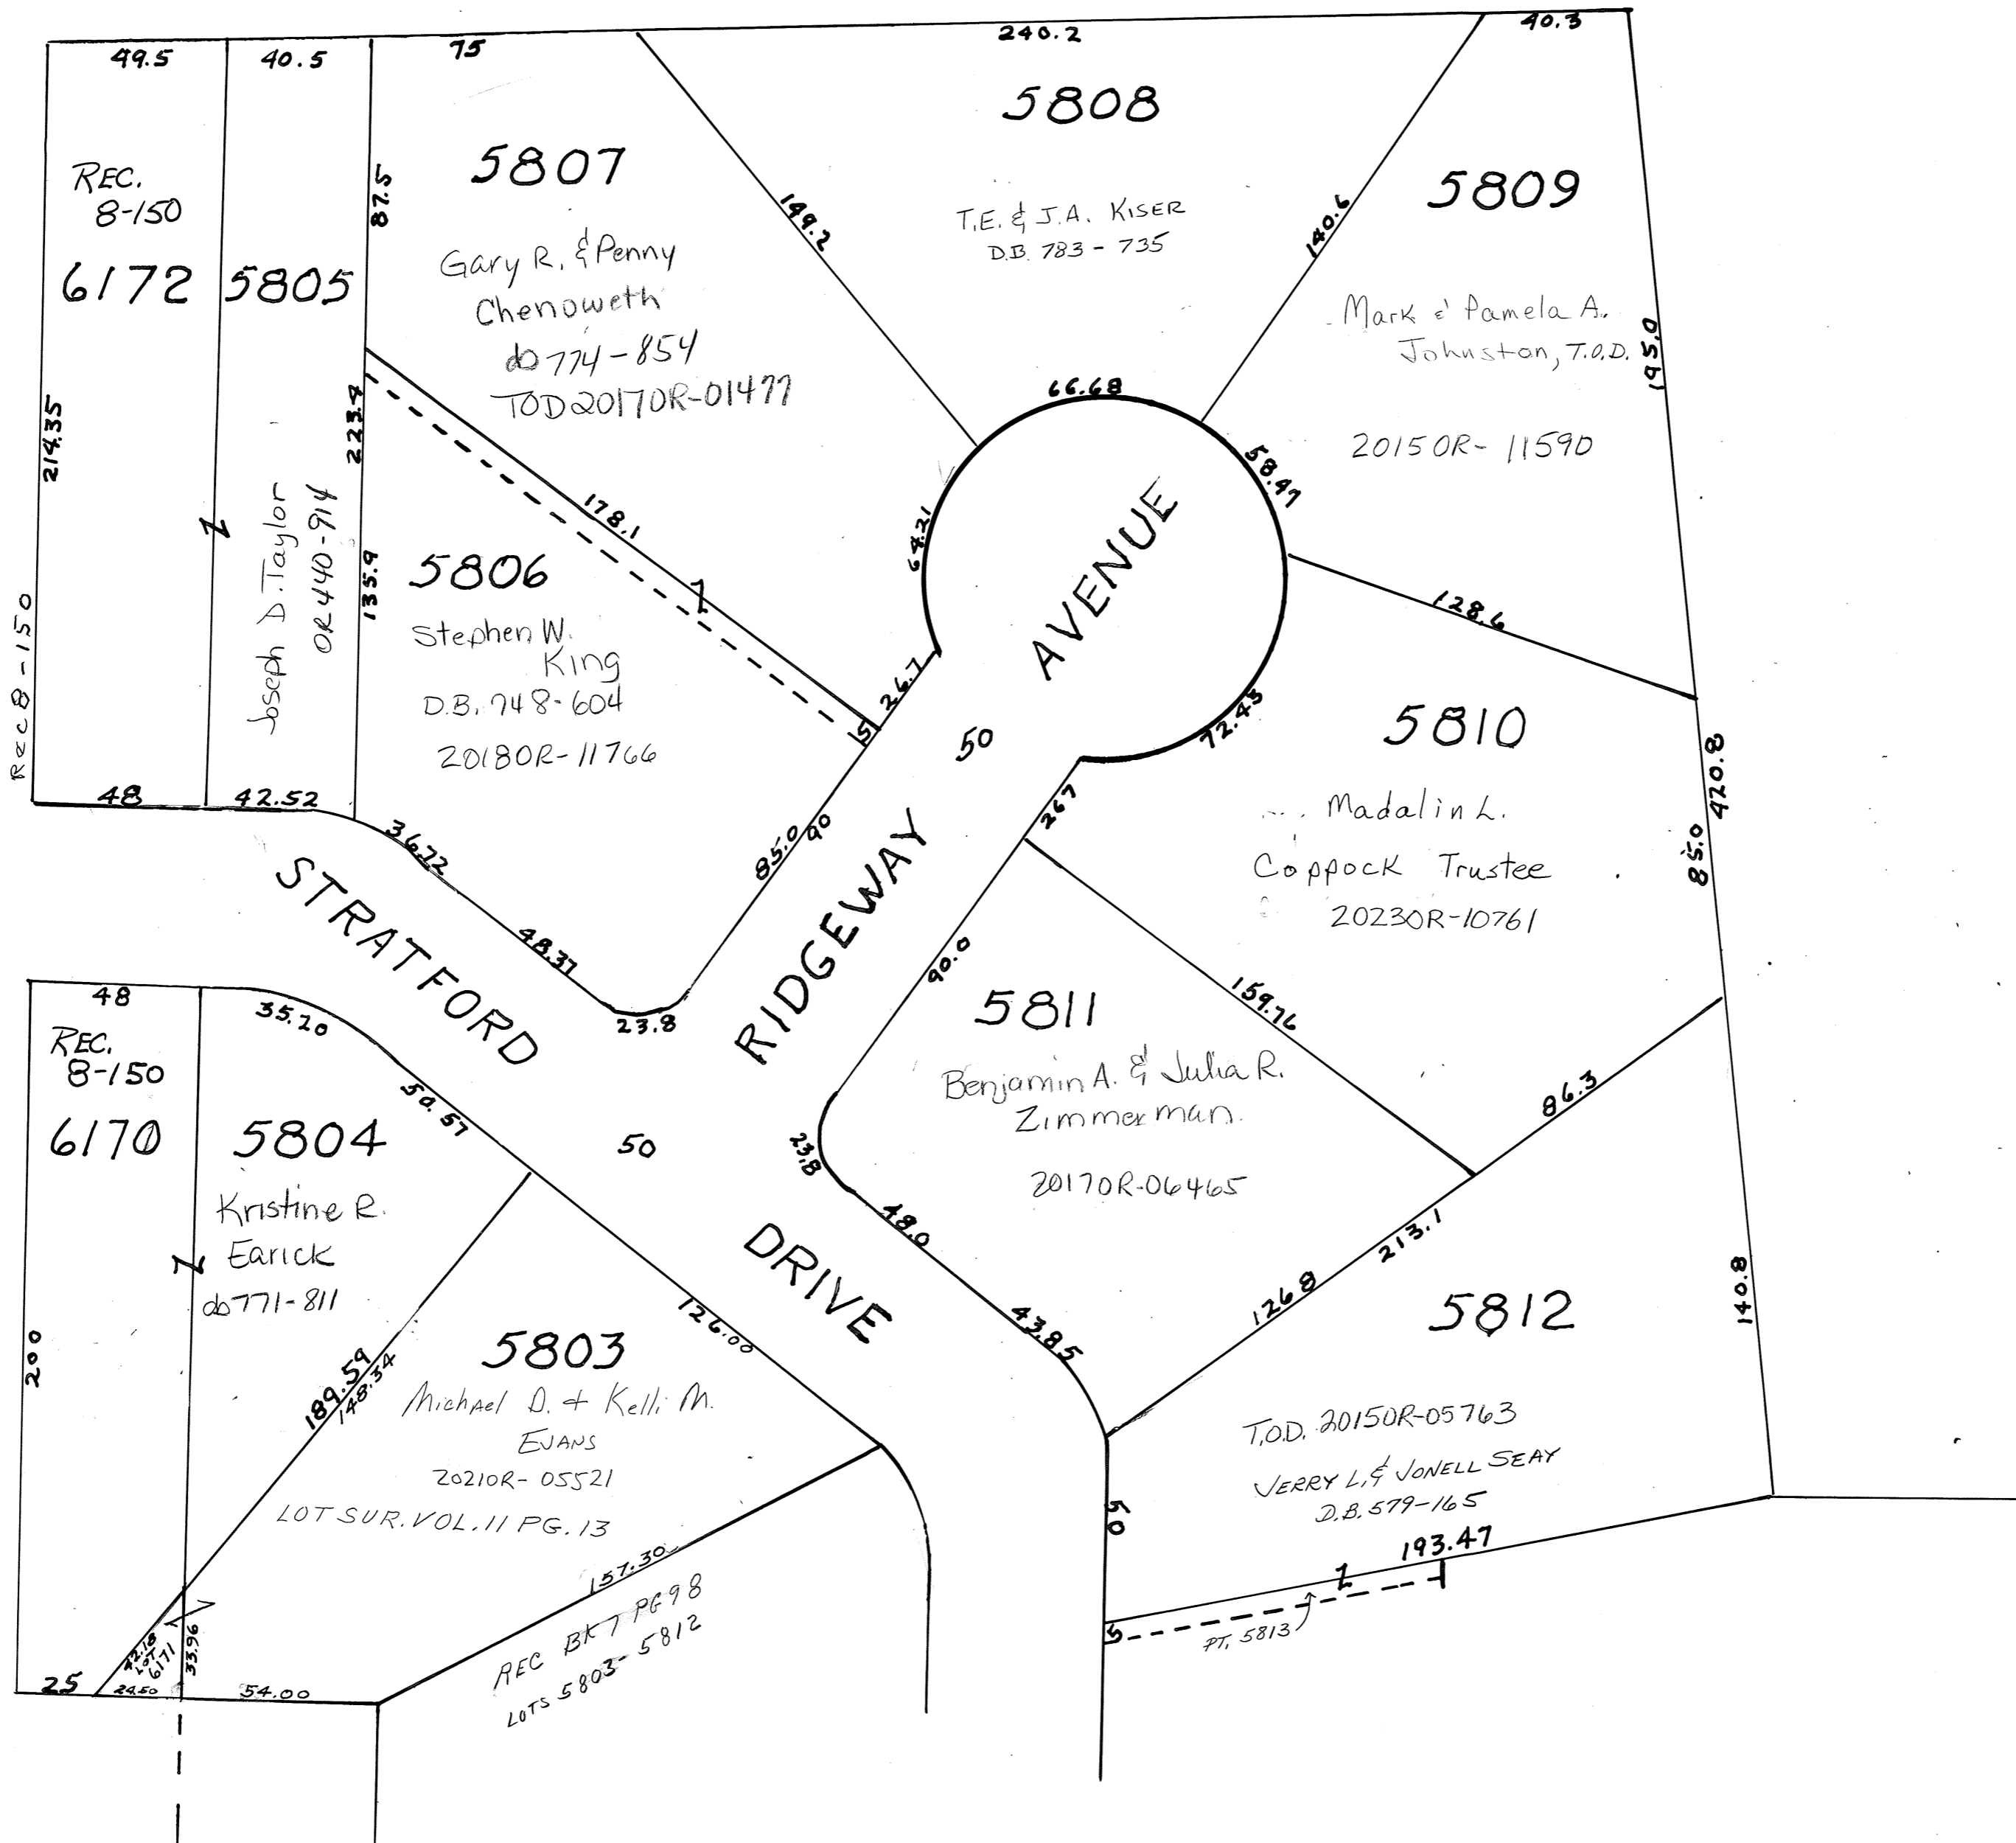 49.5
40.5
75
240.2
40.3
5808
5807
5809
REC.
8-150
87.5
149.2
T.E. & J.A. KISER
D.B. 783 - 735
140.6
6172
5805
Gary R. & Penny
Chenoweth
db 774-854
TOD 2017OR-01477
Mark & Pamela A.
Johnston, T.O.D.
195.0
2015OR-11590
66.68
58.47
214.35
223.4
Joseph D. Taylor
OR 440-914
178.1
64.21
AVENUE
135.9
5806
Stephen W.
King
D.B. 748-604
2018OR-11766
128.6
Rec 8-150
26.7
5
50
72.45
5810
420.8
48
42.52
36.72
85.0
90
267
Madalin L.
Coppock Trustee
2023OR-10761
85.0
STRATFORD
RIDGEWAY
48.37
23.8
90.0
159.76
48
35.20
5811
Benjamin A. & Julia R.
Zimmerman.
2017OR-06465
REC.
8-150
6170
50.57
5804
50
23.8
86.3
Kristine R.
Earick
db 771-811
48.0
213.1
DRIVE
126.8
140.8
200
126.00
43.85
5812
5803
189.59
148.34
Michael D. + Kelli M.
EVANS
2021OR-05521
LOT SUR. VOL. 11 PG. 13
T.O.D. 2015OR-05763
JERRY L. & JONELL SEAY
D.B. 579-165
50
193.47
157.30
REC BK 7 PG 98
LOTS 5803-5812
5
PT. 5813
42.18
LOT
6171
33.96
25
24.50
54.00